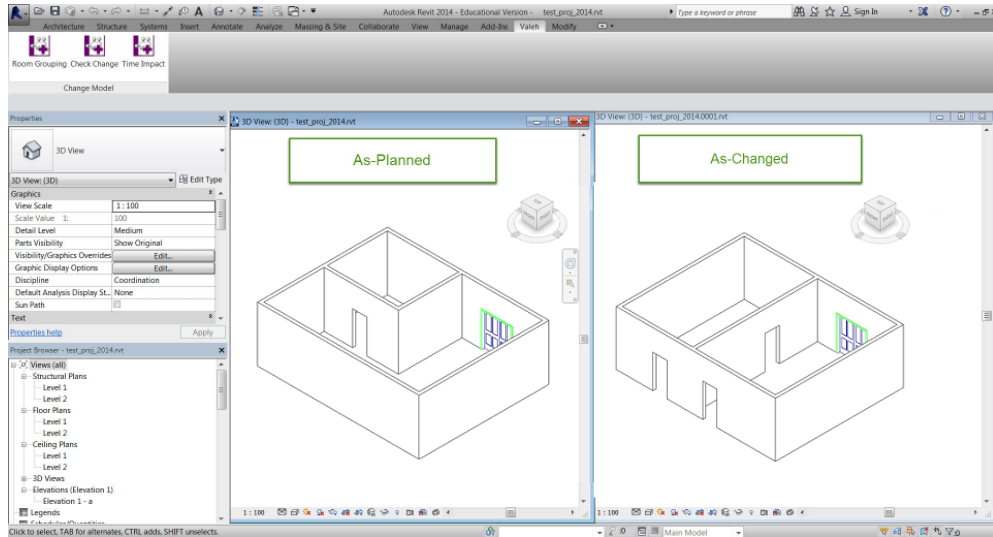 Autodesk Revit 2014 - Educational Version - test_proj_2014.rvt
Type a keyword or phrase
Sign In
Architecture Structure Systems Insert Annotate Analyze Massing & Site Collaborate View Manage Add-Ins Valeh Modify
Room Grouping Check Change Time Impact
Change Model
Properties
3D View
3D View: {3D}
Edit Type
Graphics
View Scale 1 : 100
Scale Value 1: 100
Detail Level Medium
Parts Visibility Show Original
Visibility/Graphics Overrides Edit...
Graphic Display Options Edit...
Discipline Coordination
Default Analysis Display St... None
Sun Path
Text
Properties help Apply
Project Browser - test_proj_2014.rvt
Views (all)
Structural Plans
Level 1
Level 2
Floor Plans
Level 1
Level 2
Ceiling Plans
Level 1
Level 2
3D Views
Elevations (Elevation 1)
Elevation 1 - a
Legends
Schedules/Quantities
3D View: {3D} - test_proj_2014.rvt
As-Planned
1 : 100
3D View: {3D} - test_proj_2014.0001.rvt
As-Changed
1 : 100
Click to select, TAB for alternates, CTRL adds, SHIFT unselects.
:0
Main Model
:0